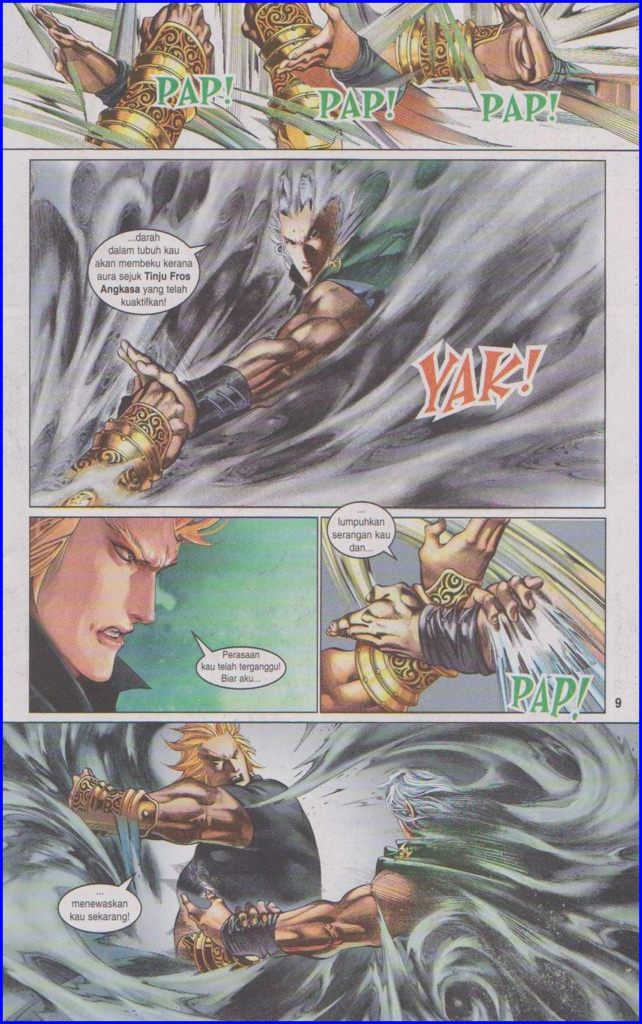 PAP!
PAP!
PAP!
...darah
dalam tubuh kau
akan membeku kerana
aura sejuk Tinju Fros
Angkasa yang telah
kuaktifkan!
YAK!
Perasaan
kau telah terganggu!
Biar aku...
...
lumpuhkan
serangan kau
dan...
PAP!
9
...
menewaskan
kau sekarang!